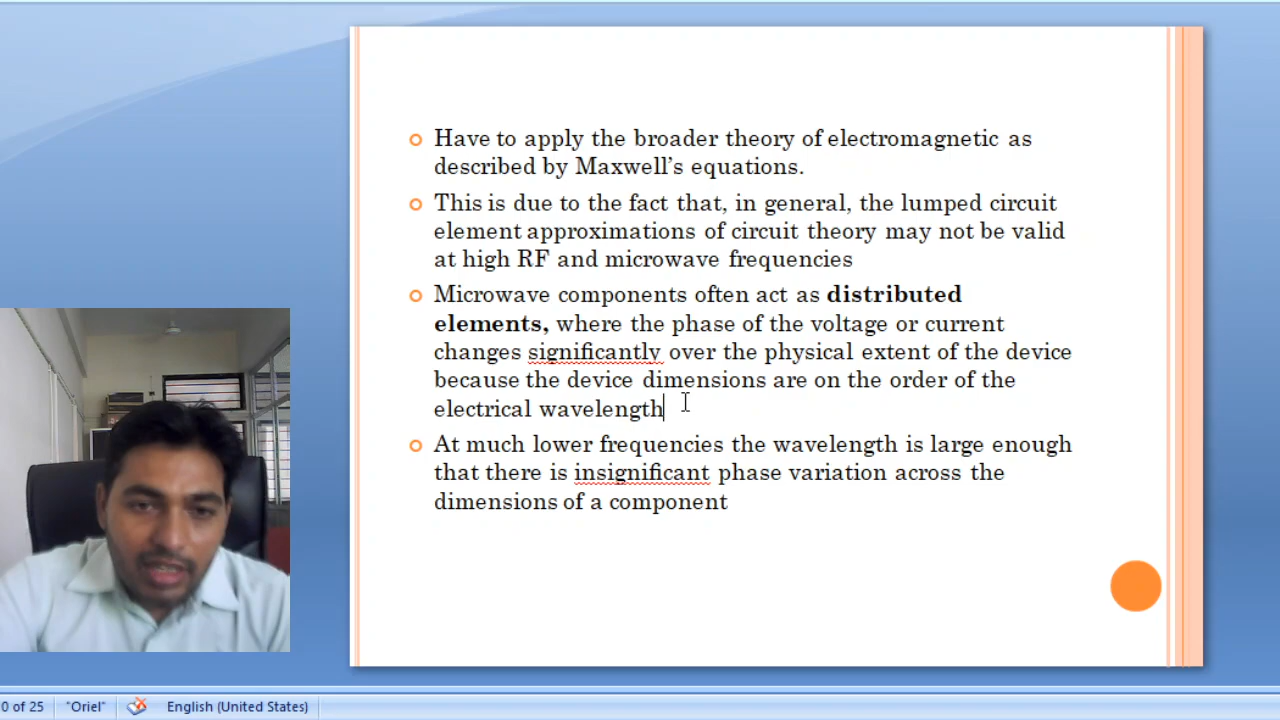 Have to apply the broader theory of electromagnetic as
described by Maxwell's equations.
This is due to the fact that, in general, the lumped circuit
element approximations of circuit theory may not be valid
at high RF and microwave frequencies
Microwave components often act as distributed
elements, where the phase of the voltage or current
changes significantly over the physical extent of the device
because the device dimensions are on the order of the
electrical wavelength
At much lower frequencies the wavelength is large enough
that there is insignificant phase variation across the
dimensions of a component
0 of 25 "Oriel" English (United States)